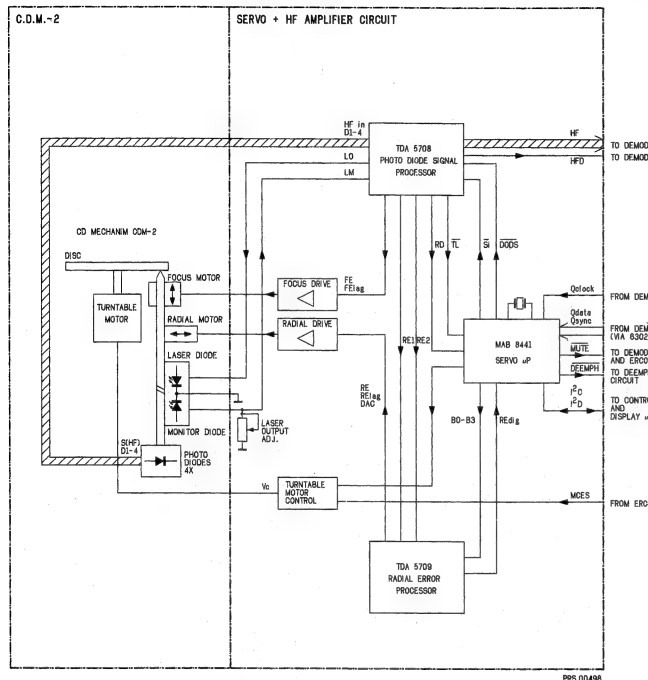 C.D.M.-2
SERVO + HF AMPLIFIER CIRCUIT
HF in
D1-4
HF
TO DEMOD
LO
HFD
TO DEMOD
LM
TDA 5708
PHOTO DIODE SIGNAL
PROCESSOR
CD MECHANIM CDM-2
DISC
RD
TL
SI
DODS
FOCUS MOTOR
FOCUS DRIVE
FE
FElag
TURNTABLE
MOTOR
RADIAL MOTOR
RADIAL DRIVE
RE1
RE2
Qclock
FROM DEM
Qdata
Qsync
FROM DEM
(VIA 8302
MAB 8441
SERVO µP
MUTE
TO DEMOD
AND ERCO
DEEMPH
TO DEEMP
CIRCUIT
I²C
I²D
TO CONTRO
AND
DISPLAY
LASER DIODE
RE
RElag
DAC
MONITOR DIODE
LASER
OUTPUT
ADJ.
B0-B3
REdig
S(HF)
D1-4
PHOTO
DIODES
4X
Vc
TURNTABLE
MOTOR
CONTROL
MCES
FROM ERC
TDA 5709
RADIAL ERROR
PROCESSOR
PRS.00498